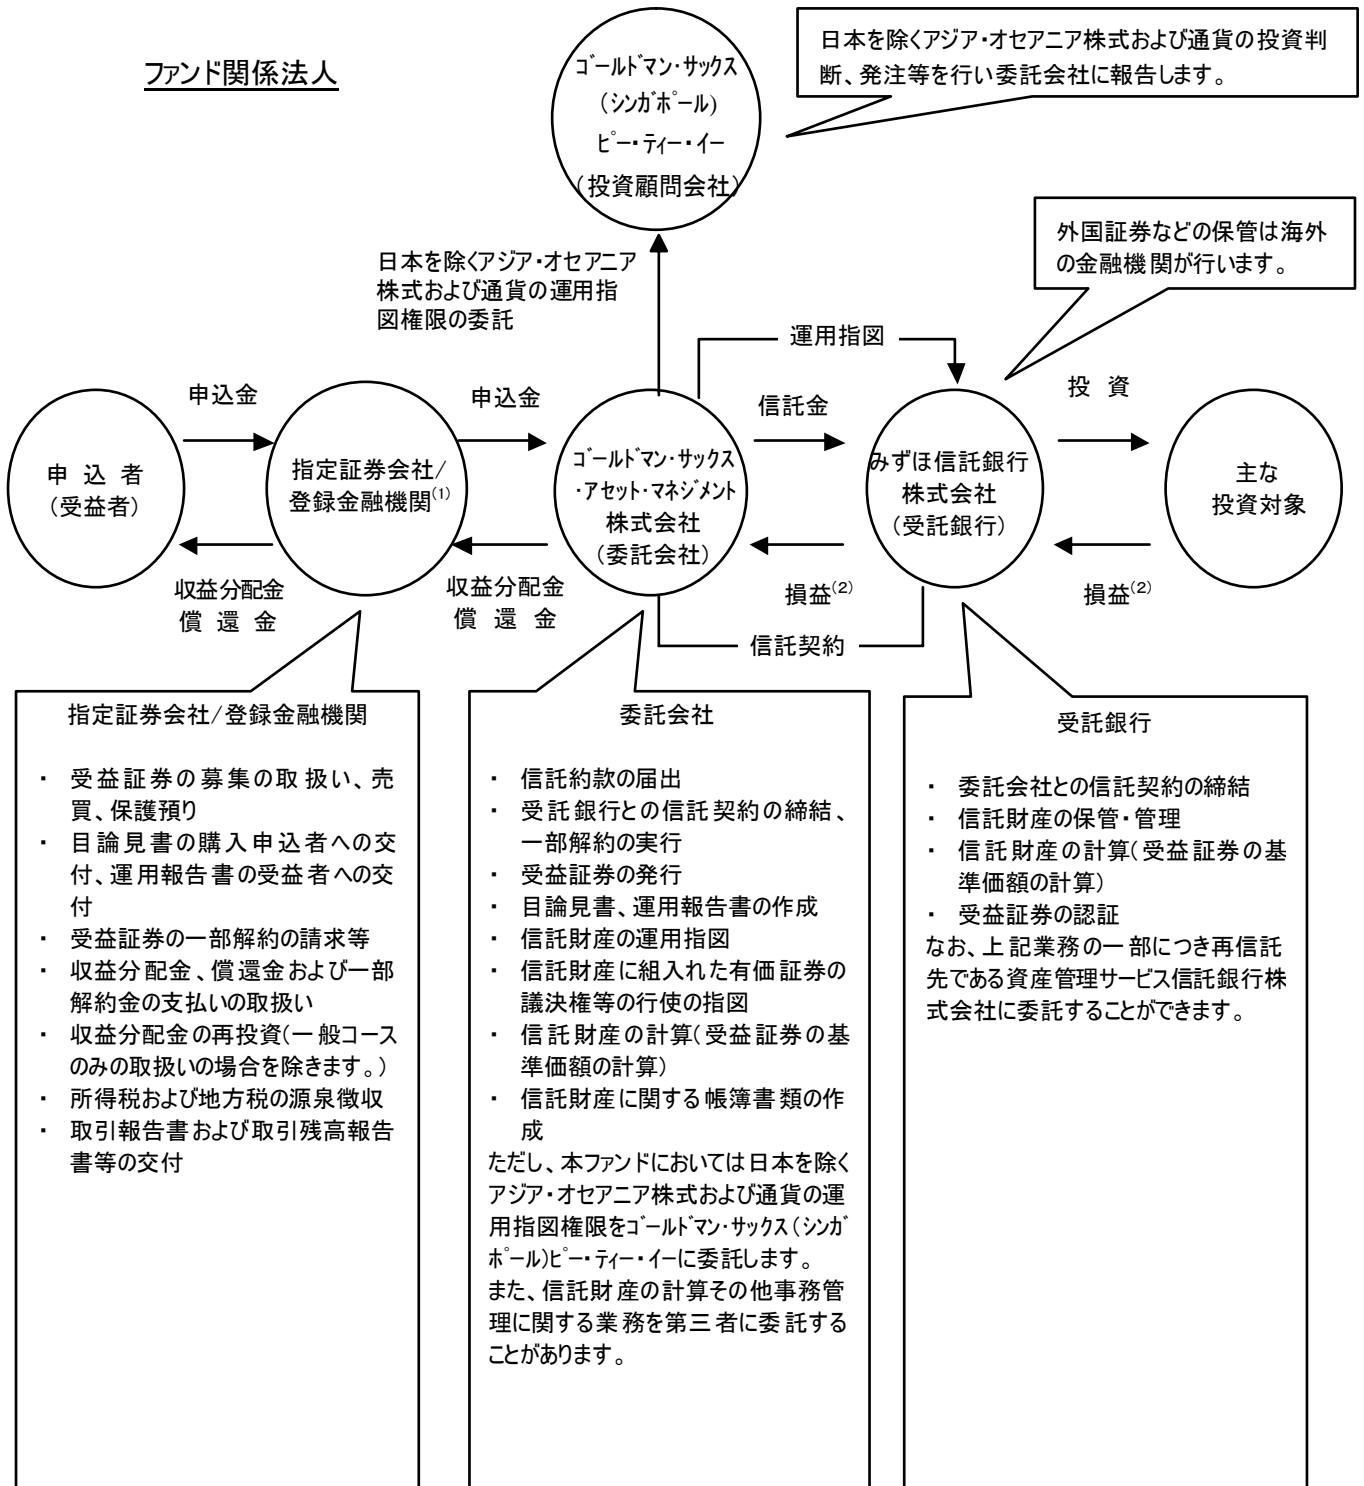 ファンド関係法人
ゴールドマン・サックス
(シンガポール)
ピー・ティー・イー
(投資顧問会社)
日本を除くアジア・オセアニア株式および通貨の投資判
断、発注等を行い委託会社に報告します。
外国証券などの保管は海外
の金融機関が行います。
日本を除くアジア・オセアニア
株式および通貨の運用指
図権限の委託
運用指図
申込金
申込金
信託金
投 資
申 込 者
(受益者)
指定証券会社/
登録金融機関(1)
ゴールドマン・サックス
・アセット・マネジメント
株式会社
(委託会社)
みずほ信託銀行
株式会社
(受託銀行)
主な
投資対象
収益分配金
償 還 金
収益分配金
償 還 金
損益(2)
損益(2)
信託契約
指定証券会社/登録金融機関
・ 受益証券の募集の取扱い、売
買、保護預り
・ 目論見書の購入申込者への交
付、運用報告書の受益者への交
付
・ 受益証券の一部解約の請求等
・ 収益分配金、償還金および一部
解約金の支払いの取扱い
・ 収益分配金の再投資(一般コース
のみの取扱いの場合を除きます。)
・ 所得税および地方税の源泉徴収
・ 取引報告書および取引残高報告
書等の交付
委託会社
・ 信託約款の届出
・ 受託銀行との信託契約の締結、
一部解約の実行
・ 受益証券の発行
・ 目論見書、運用報告書の作成
・ 信託財産の運用指図
・ 信託財産に組入れた有価証券の
議決権等の行使の指図
・ 信託財産の計算(受益証券の基
準価額の計算)
・ 信託財産に関する帳簿書類の作
成
ただし、本ファンドにおいては日本を除く
アジア・オセアニア株式および通貨の運
用指図権限をゴールドマン・サックス(シンガ
ポール)ピー・ティー・イーに委託します。
また、信託財産の計算その他事務管
理に関する業務を第三者に委託する
ことがあります。
受託銀行
・ 委託会社との信託契約の締結
・ 信託財産の保管・管理
・ 信託財産の計算(受益証券の基
準価額の計算)
・ 受益証券の認証
なお、上記業務の一部につき再信託
先である資産管理サービス信託銀行株
式会社に委託することができます。